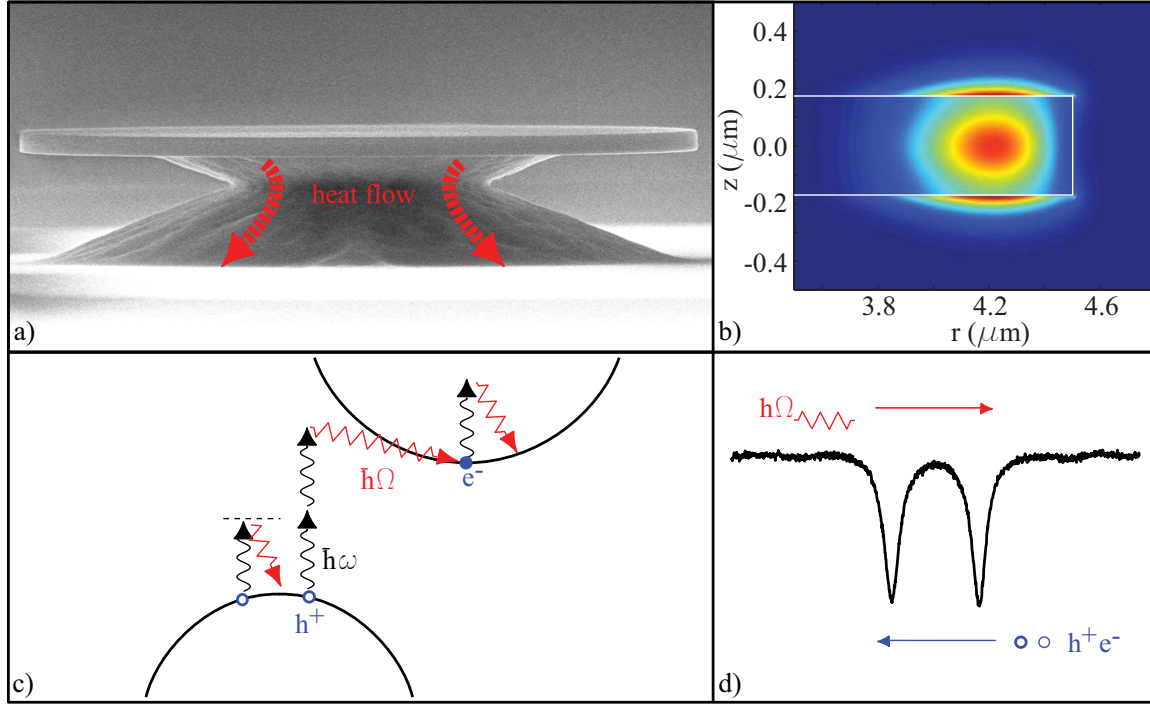 heat flow
a)
0.4
0.2
0.0
-0.2
-0.4
z (μm)
3.8 4.2 4.6
r (μm)
b)
ħΩ
e⁻
ħω
h⁺
c)
hΩ
h⁺e⁻
d)